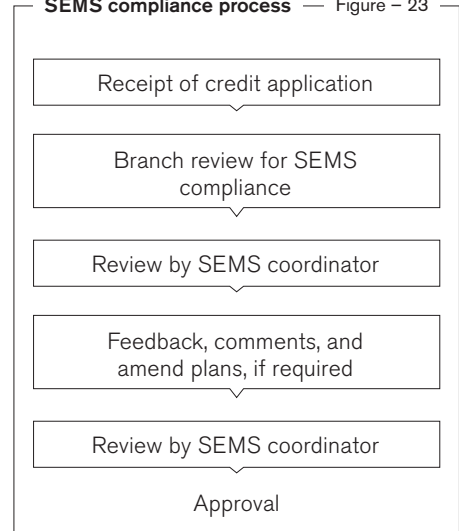 SEMS compliance process — Figure – 23
Receipt of credit application
Branch review for SEMS
compliance
Review by SEMS coordinator
Feedback, comments, and
amend plans, if required
Review by SEMS coordinator
Approval